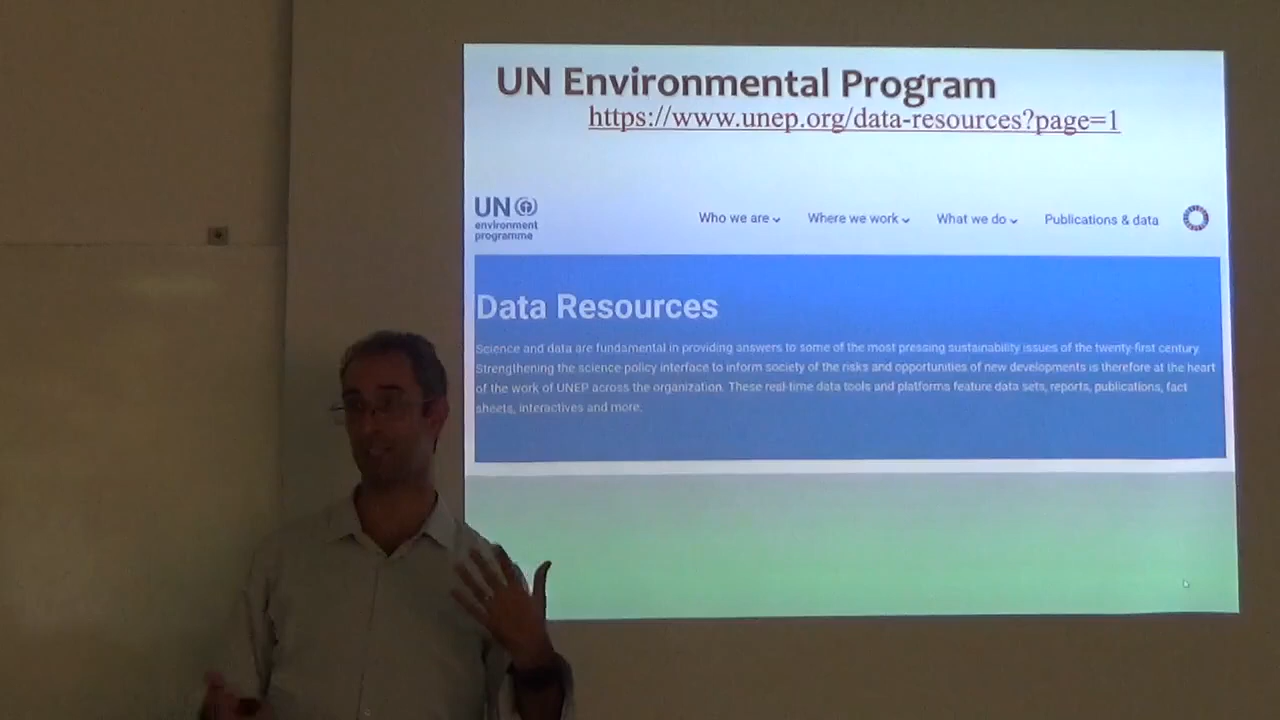 UN Environmental Program
https://www.unep.org/data-resources?page=1
UN
environment
programme
Who we are
Where we work
What we do
Publications & data
Data Resources
Science and data are fundamental in providing answers to some of the most pressing sustainability issues of the twenty-first century.
Strengthening the science-policy interface to inform society of the risks and opportunities of new developments is therefore at the heart
of the work of UNEP across the organization. These real-time data tools and platforms feature data sets, reports, publications, fact
sheets, interactives and more.